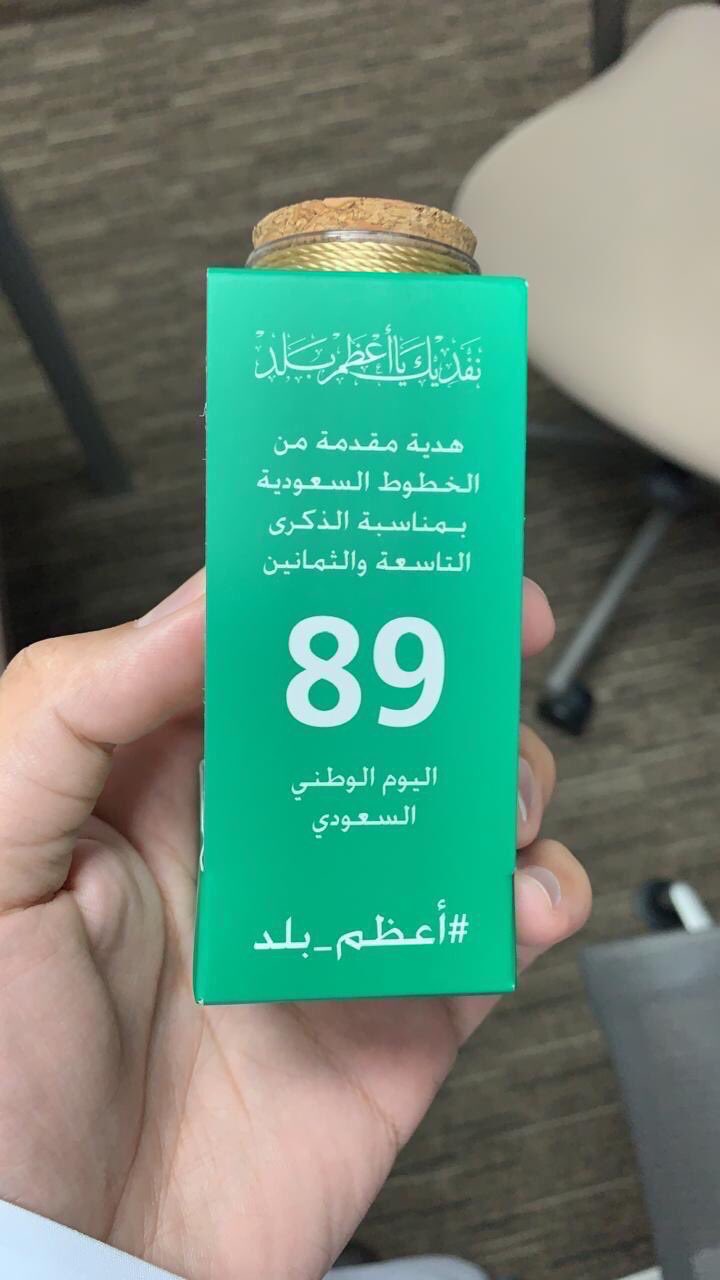 نفديك يا أعظم بلد
هدية مقدمة من
الخطوط السعودية
بمناسبة الذكرى
التاسعة والثمانين
89
اليوم الوطني
السعودي
#أعظم_بلد